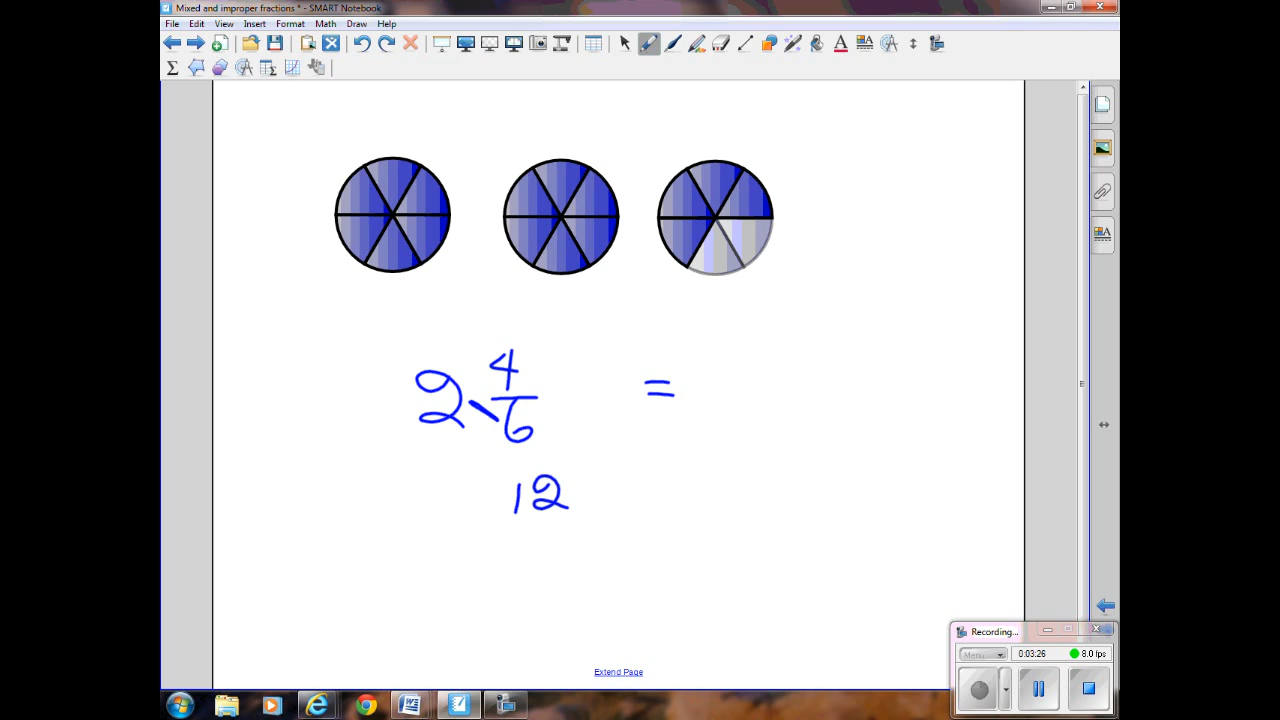 Mixed and improper fractions * - SMART Notebook
File Edit View Insert Format Math Draw Help
2 4/6 =
12
Extend Page
Recording...
Menu 0:03:26 8.0 fps